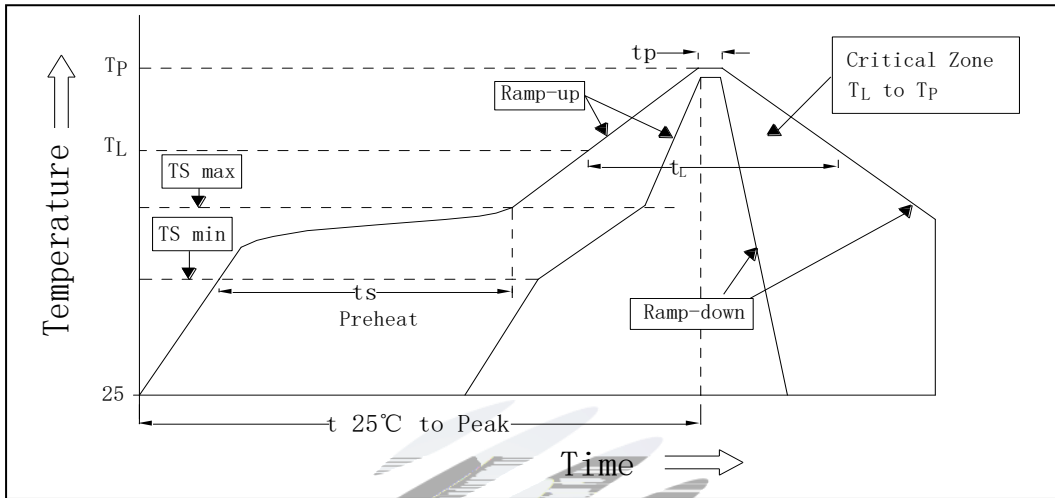 tp
Critical Zone
TL to TP
TP
Ramp-up
TL
TS max
tL
TS min
ts
Preheat
Ramp-down
25
t 25℃ to Peak
Temperature
Time